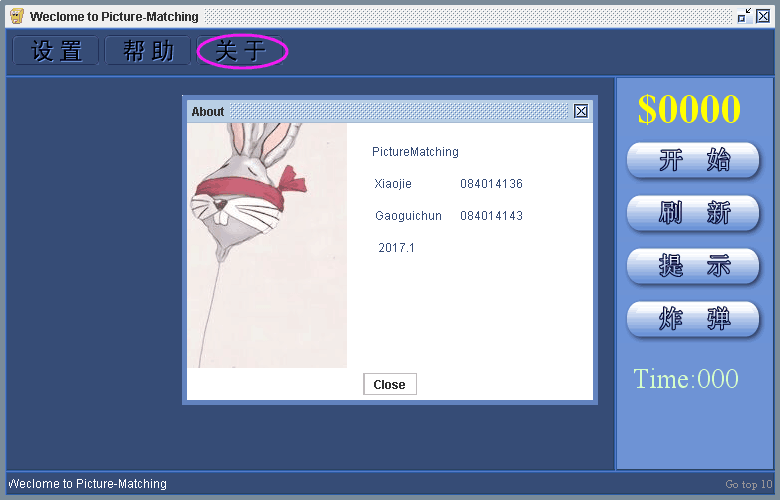 Weclome to Picture-Matching
设置 帮助 关于
$0000
开 始
刷 新
提 示
炸 弹
Time:000
About
PictureMatching
Xiaojie 084014136
Gaoguichun 084014143
2017.1
Close
Weclome to Picture-Matching
Go top 10